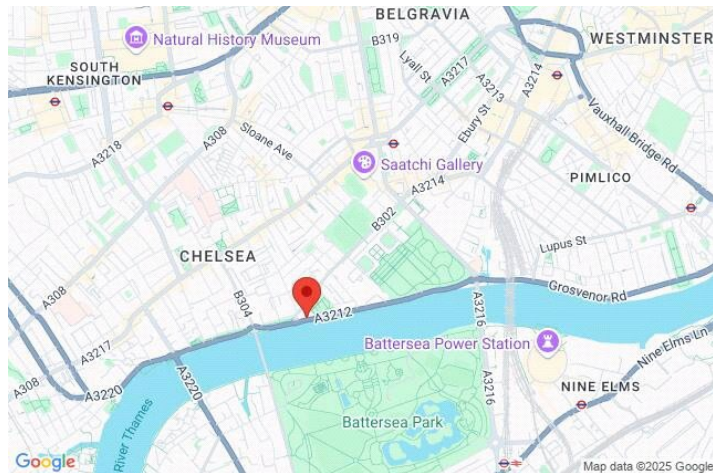 BELGRAVIA
Natural History Museum
B319
WESTMINSTER
SOUTH
KENSINGTON
Lyall St
A3217
A3214
A3213
Sloane Ave
A308
Ebury St
Vauxhall Bridge Rd
A3218
Saatchi Gallery
A3214
PIMLICO
B302
Lupus St
CHELSEA
A308
B304
Grosvenor Rd
A3212
A3216
A3217
Battersea Power Station
Nine Elms Ln
A308
A3220
A3220
NINE ELMS
A3216
Battersea Park
River Thames
Google
Map data ©2025 Google